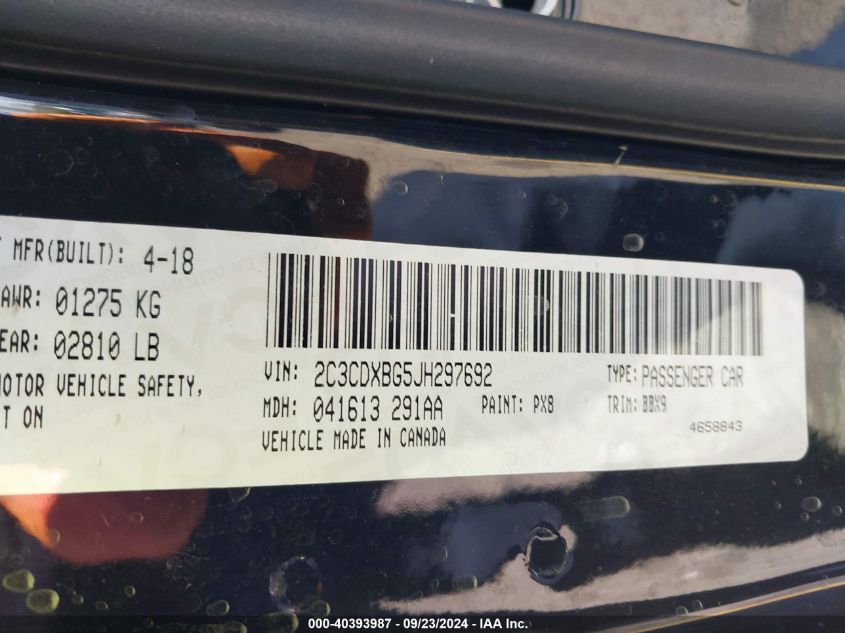 MFR(BUILT): 4-18
AWR: 01275 KG
EAR: 02810 LB
MOTOR VEHICLE SAFETY,
T ON
VIN: 2C3CDXBG5JH297692 TYPE: PASSENGER CAR
MDH: 041613 291AA PAINT: PX8 TRIM: BBX9
VEHICLE MADE IN CANADA 4658843
000-40393987 - 09/23/2024 - IAA Inc.